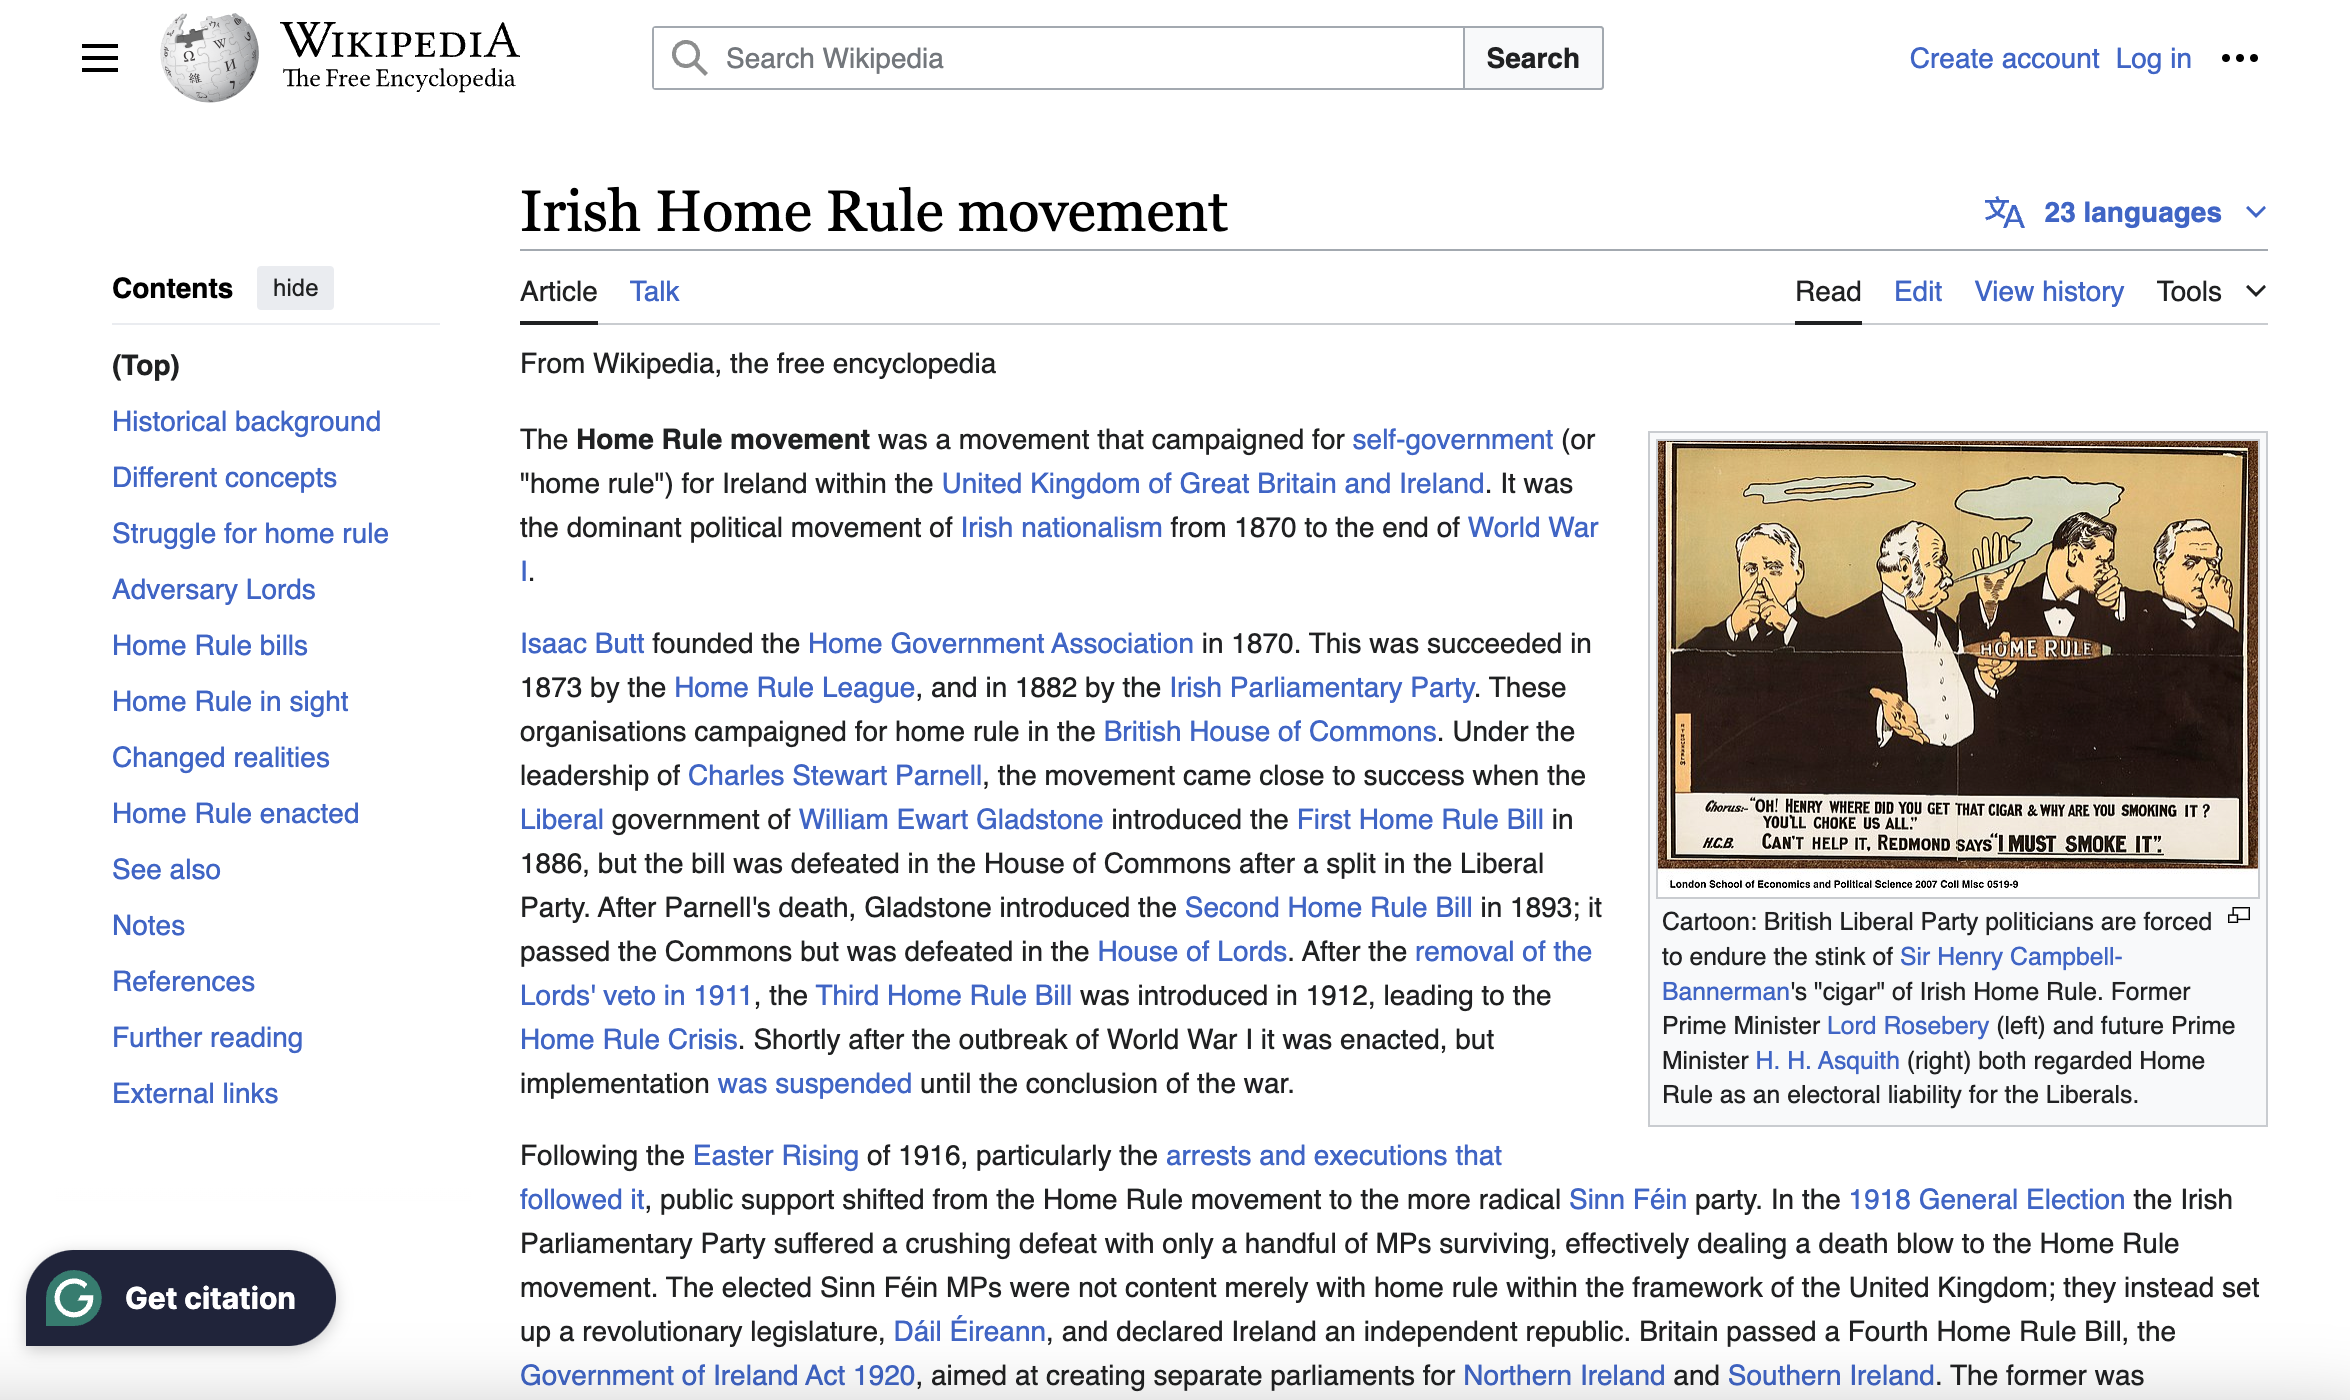 WIKIPEDIA
The Free Encyclopedia
Search Wikipedia
Search
Create account Log in
Irish Home Rule movement
23 languages
Contents hide
Article Talk
Read Edit View history Tools
(Top)
Historical background
Different concepts
Struggle for home rule
Adversary Lords
Home Rule bills
Home Rule in sight
Changed realities
Home Rule enacted
See also
Notes
References
Further reading
External links
From Wikipedia, the free encyclopedia
The Home Rule movement was a movement that campaigned for self-government (or
"home rule") for Ireland within the United Kingdom of Great Britain and Ireland. It was
the dominant political movement of Irish nationalism from 1870 to the end of World War
I.
Isaac Butt founded the Home Government Association in 1870. This was succeeded in
1873 by the Home Rule League, and in 1882 by the Irish Parliamentary Party. These
organisations campaigned for home rule in the British House of Commons. Under the
leadership of Charles Stewart Parnell, the movement came close to success when the
Liberal government of William Ewart Gladstone introduced the First Home Rule Bill in
1886, but the bill was defeated in the House of Commons after a split in the Liberal
Party. After Parnell's death, Gladstone introduced the Second Home Rule Bill in 1893; it
passed the Commons but was defeated in the House of Lords. After the removal of the
Lords' veto in 1911, the Third Home Rule Bill was introduced in 1912, leading to the
Home Rule Crisis. Shortly after the outbreak of World War I it was enacted, but
implementation was suspended until the conclusion of the war.
HOME RULE
Chorus:- "OH! HENRY WHERE DID YOU GET THAT CIGAR & WHY ARE YOU SMOKING IT?
YOU'LL CHOKE US ALL."
H.C.B. CAN'T HELP IT, REDMOND SAYS "I MUST SMOKE IT".
London School of Economics and Political Science 2007 Coll Misc 0519-9
Cartoon: British Liberal Party politicians are forced
to endure the stink of Sir Henry Campbell-
Bannerman's "cigar" of Irish Home Rule. Former
Prime Minister Lord Rosebery (left) and future Prime
Minister H. H. Asquith (right) both regarded Home
Rule as an electoral liability for the Liberals.
Following the Easter Rising of 1916, particularly the arrests and executions that
followed it, public support shifted from the Home Rule movement to the more radical Sinn Féin party. In the 1918 General Election the Irish
Parliamentary Party suffered a crushing defeat with only a handful of MPs surviving, effectively dealing a death blow to the Home Rule
movement. The elected Sinn Féin MPs were not content merely with home rule within the framework of the United Kingdom; they instead set
up a revolutionary legislature, Dáil Éireann, and declared Ireland an independent republic. Britain passed a Fourth Home Rule Bill, the
Government of Ireland Act 1920, aimed at creating separate parliaments for Northern Ireland and Southern Ireland. The former was
Get citation